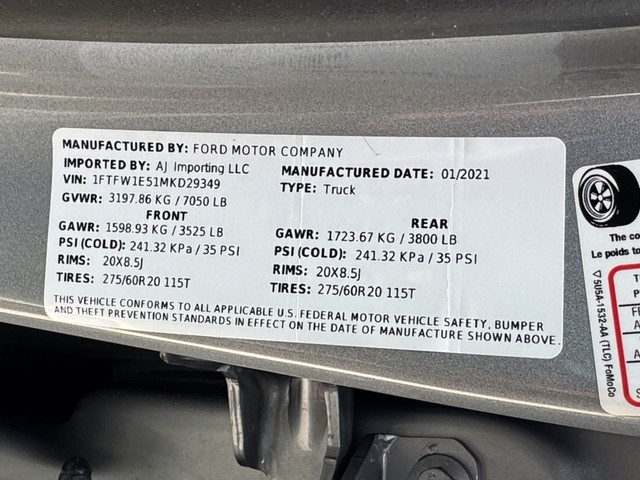 MANUFACTURED BY: FORD MOTOR COMPANY
IMPORTED BY: AJ Importing LLC
MANUFACTURED DATE: 01/2021
VIN: 1FTFW1E51MKD29349
TYPE: Truck
GVWR: 3197.86 KG / 7050 LB
FRONT
GAWR: 1598.93 KG / 3525 LB
PSI (COLD): 241.32 KPa / 35 PSI
RIMS: 20X8.5J
TIRES: 275/60R20 115T
REAR
GAWR: 1723.67 KG / 3800 LB
PSI (COLD): 241.32 KPa / 35 PSI
RIMS: 20X8.5J
TIRES: 275/60R20 115T
THIS VEHICLE CONFORMS TO ALL APPLICABLE U.S. FEDERAL MOTOR VEHICLE SAFETY, BUMPER
AND THEFT PREVENTION STANDARDS IN EFFECT ON THE DATE OF MANUFACTURE SHOWN ABOVE.
The co
Le poids to
5U5A-1532-AA (TLC) FoMoCo